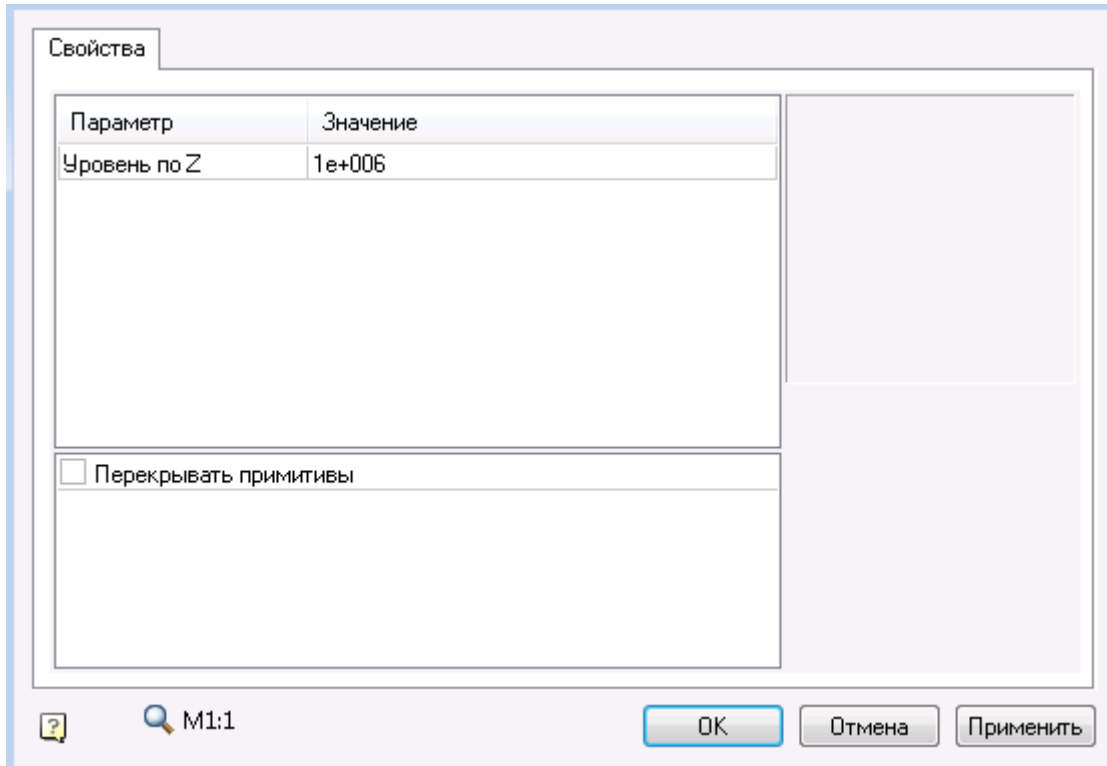 Свойства
Параметр Значение
Уровень по Z 1e+006
Перекрывать примитивы
? M1:1 OK Отмена Применить